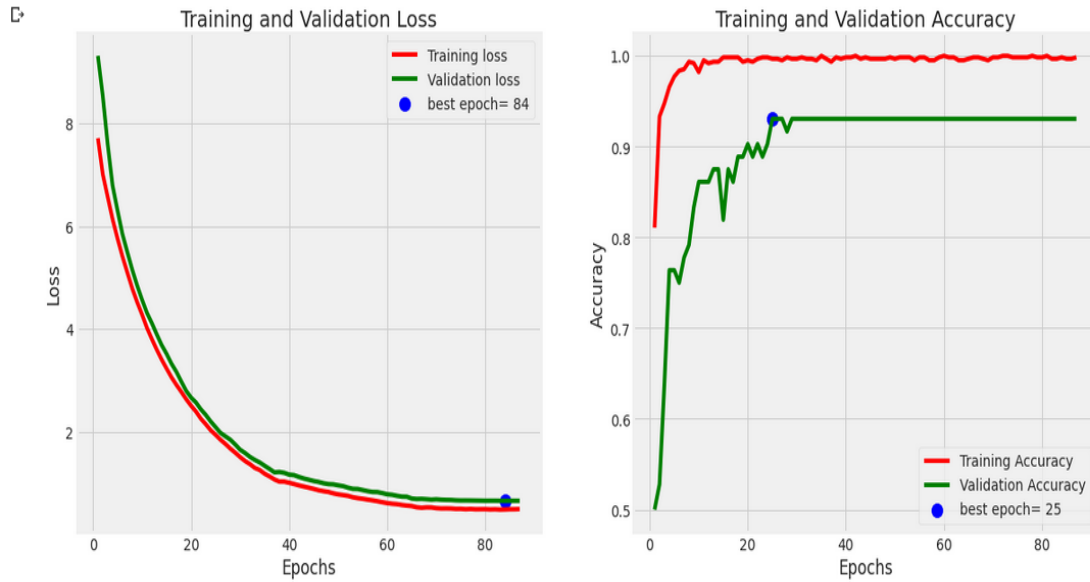 Training and Validation Loss
Training loss
Validation loss
best epoch= 84
8
6
4
2
Loss
0
20
40
60
80
Epochs
Training and Validation Accuracy
1.0
0.9
0.8
0.7
0.6
0.5
Accuracy
Training Accuracy
Validation Accuracy
best epoch= 25
0
20
40
60
80
Epochs